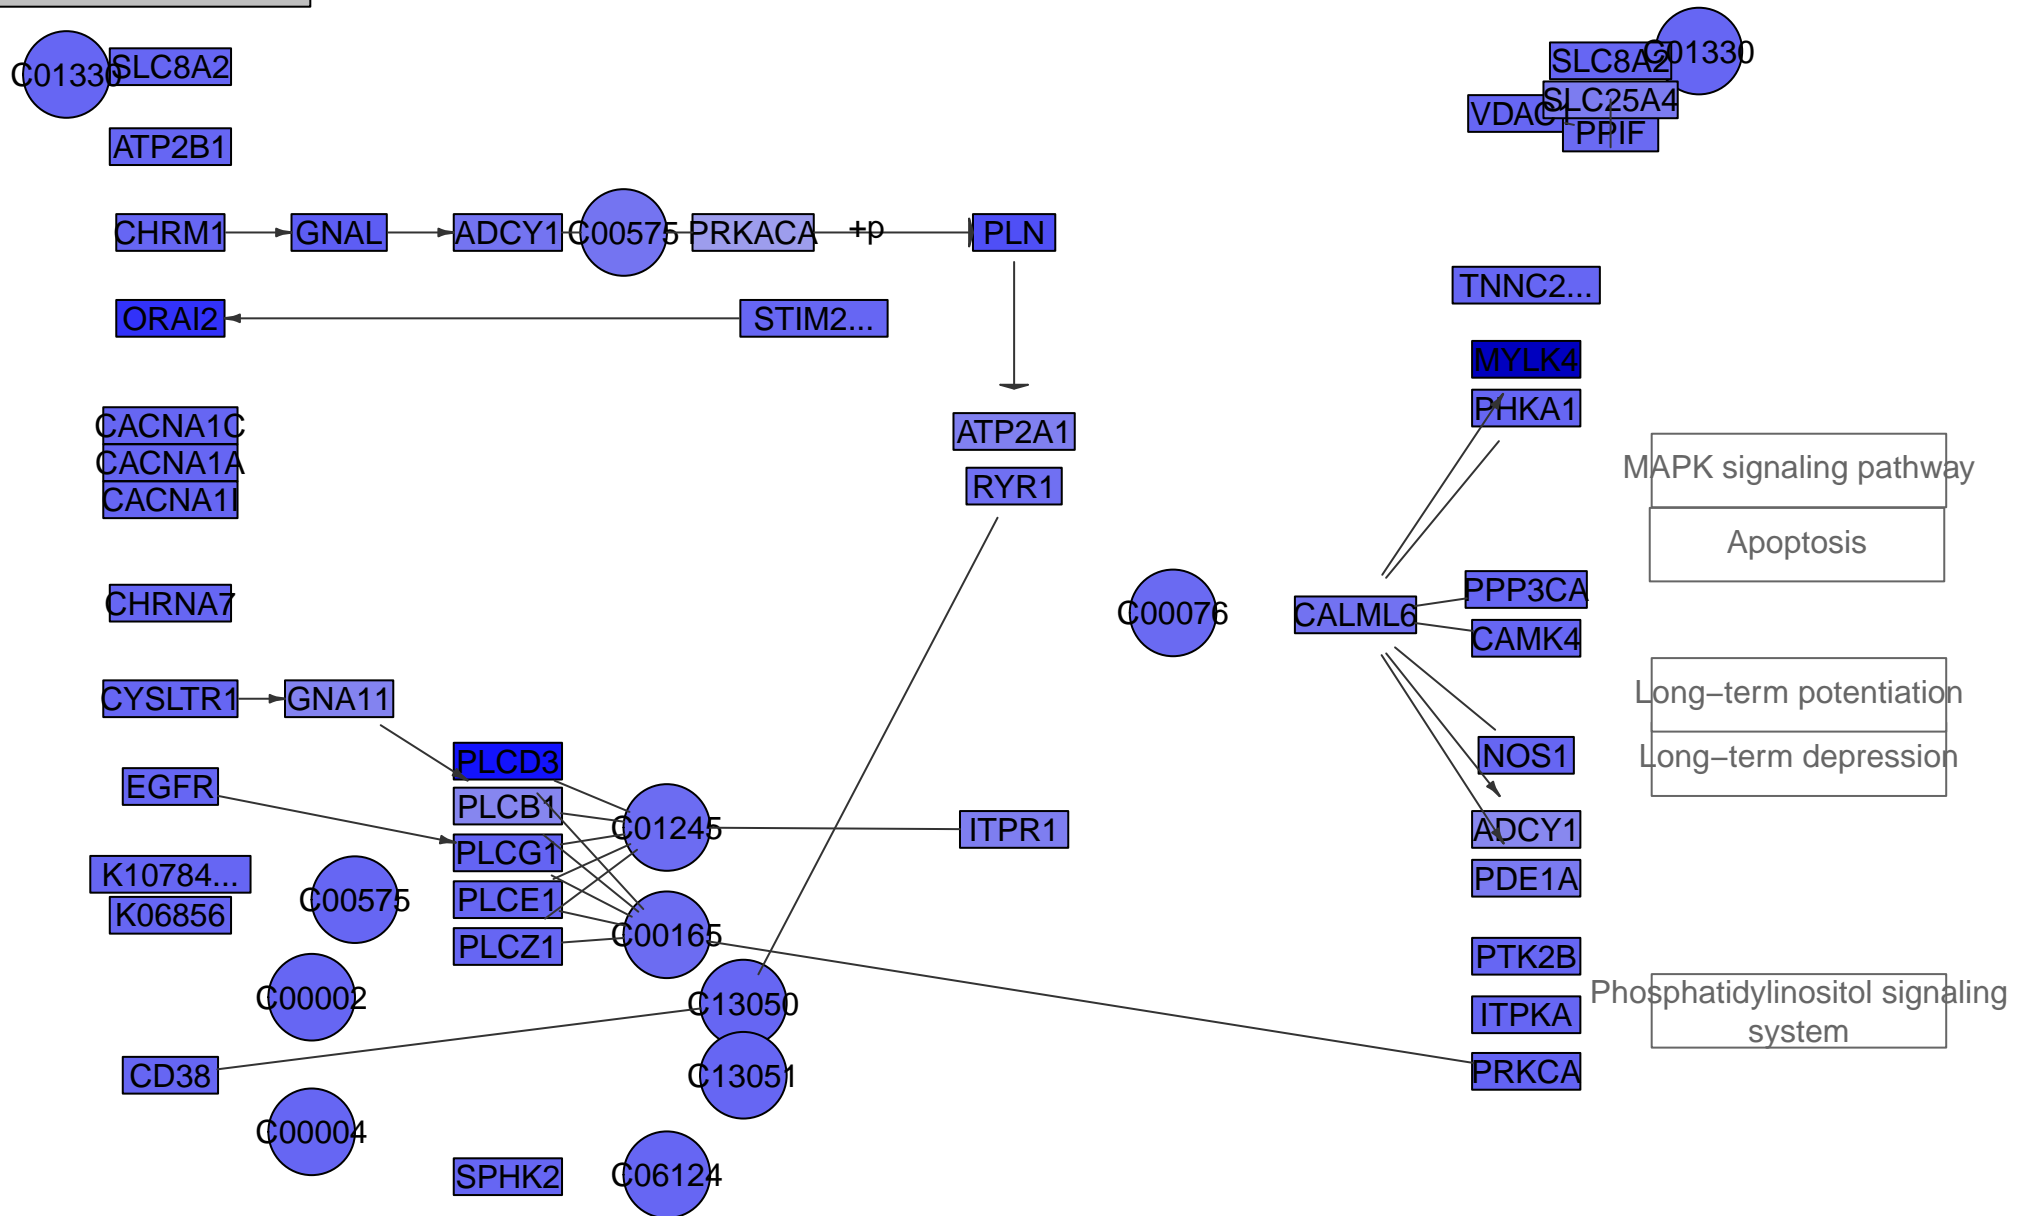 C01330
SLC8A2
SLC8A2
C01330
SLC25A4
VDAC1
PPIF
ATP2B1
CHRM1
GNAL
ADCY1
C00575
PRKACA
+p
PLN
TNNC2...
ORAI2
STIM2...
MYLK4
PHKA1
CACNA1C
CACNA1A
CACNA1I
ATP2A1
RYR1
MAPK signaling pathway
Apoptosis
CHRNA7
C00076
CALML6
PPP3CA
CAMK4
CYSLTR1
GNA11
Long−term potentiation
Long−term depression
PLCD3
NOS1
EGFR
PLCB1
C01245
ITPR1
ADCY1
PLCG1
K10784...
K06856
C00575
PLCE1
PDE1A
PLCZ1
C00165
PTK2B
C00002
C13050
ITPKA
Phosphatidylinositol signaling
system
CD38
C13051
PRKCA
C00004
SPHK2
C06124